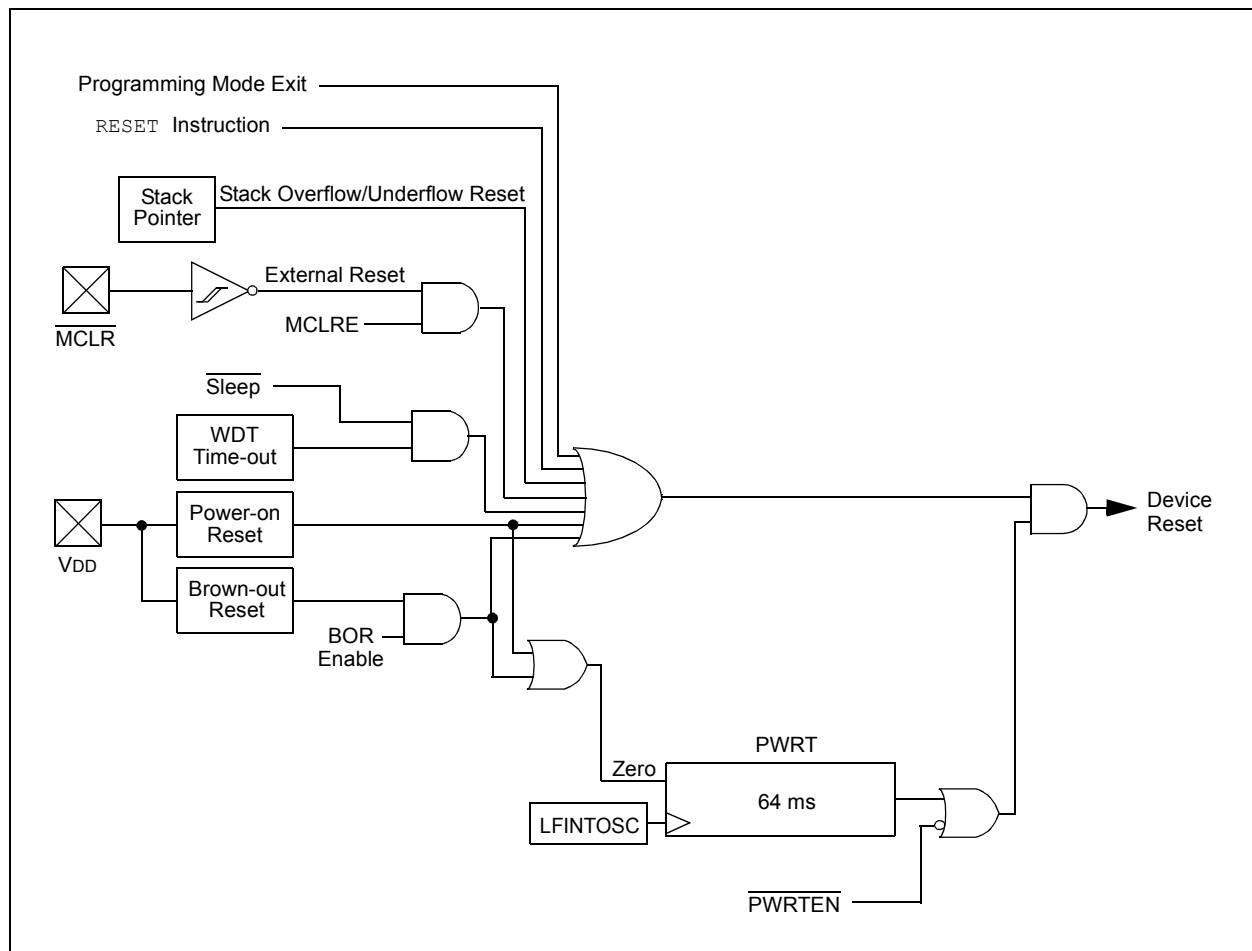 Programming Mode Exit
RESET Instruction
Stack
Pointer
Stack Overflow/Underflow Reset
External Reset
MCLRE
MCLR
Sleep
WDT
Time-out
Power-on
Reset
VDD
Brown-out
Reset
BOR
Enable
Device
Reset
PWRT
Zero
64 ms
LFINTOSC
PWRTEN